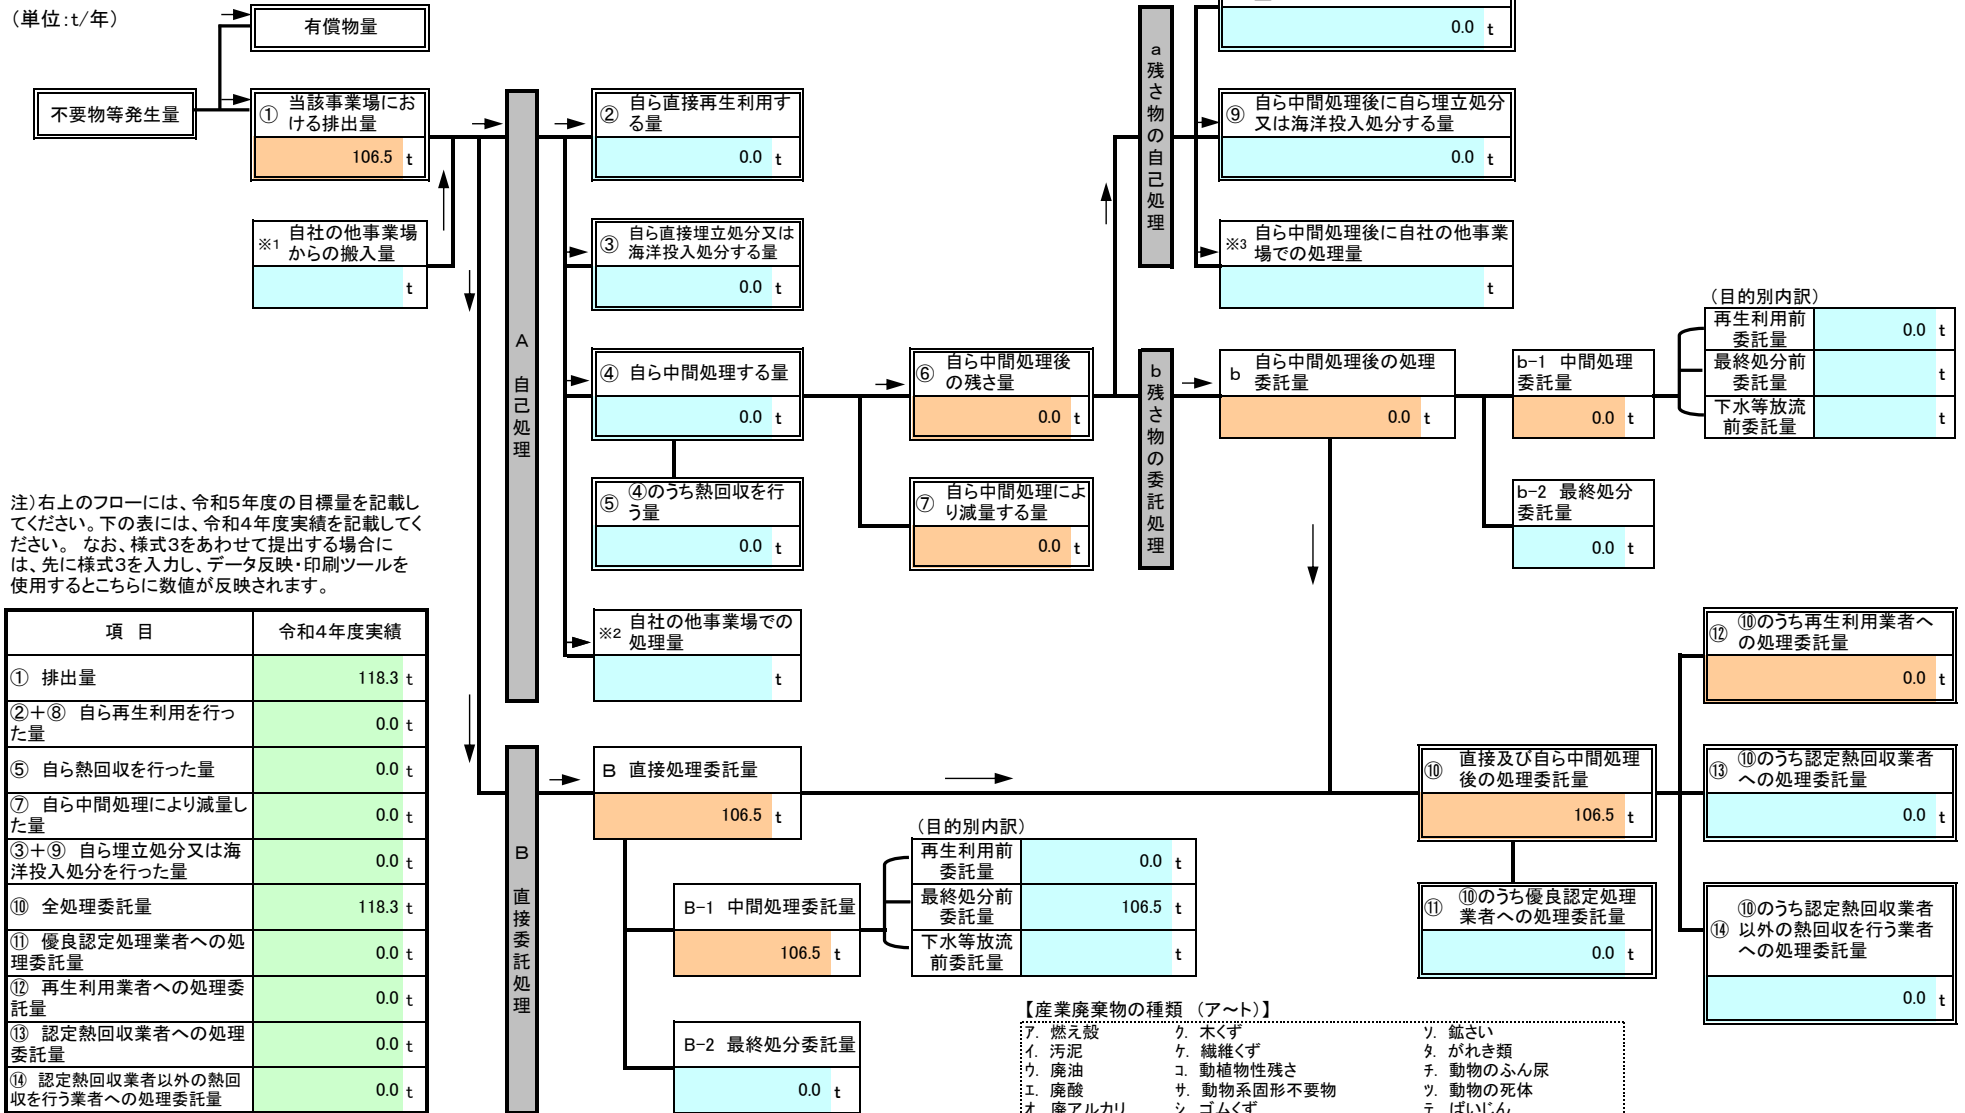 （単位：t/年）
有償物量
不要物等発生量
① 当該事業場にお
ける排出量
106.5 t
※1 自社の他事業場
からの搬入量
t
A 自己処理
② 自ら直接再生利用す
る量
0.0 t
③ 自ら直接埋立処分又は
海洋投入処分する量
0.0 t
④ 自ら中間処理する量
0.0 t
⑤ ④のうち熱回収を行
う量
0.0 t
※2 自社の他事業場での
処理量
t
⑥ 自ら中間処理後
の残さ量
0.0 t
⑦ 自ら中間処理によ
り減量する量
0.0 t
a 残さ物の自己処理
0.0 t
⑨ 自ら中間処理後に自ら埋立処分
又は海洋投入処分する量
0.0 t
※3 自ら中間処理後に自社の他事業
場での処理量
t
b 残さ物の委託処理
b 自ら中間処理後の処理
委託量
0.0 t
b-1 中間処理
委託量
0.0 t
（目的別内訳）
再生利用前
委託量
0.0 t
最終処分前
委託量
t
下水等放流
前委託量
b-2 最終処分
委託量
0.0 t
注）右上のフローには、令和5年度の目標量を記載し
てください。下の表には、令和4年度実績を記載してく
ださい。 なお、様式3をあわせて提出する場合に
は、先に様式3を入力し、データ反映・印刷ツールを
使用するとこちらに数値が反映されます。
項 目 令和4年度実績
① 排出量 118.3 t
②＋⑧ 自ら再生利用を行っ
た量
0.0 t
⑤ 自ら熱回収を行った量 0.0 t
⑦ 自ら中間処理により減量し
た量
0.0 t
③＋⑨ 自ら埋立処分又は海
洋投入処分を行った量
0.0 t
⑩ 全処理委託量 118.3 t
⑪ 優良認定処理業者への処
理委託量
0.0 t
⑫ 再生利用業者への処理委
託量
0.0 t
⑬ 認定熱回収業者への処理
委託量
0.0 t
⑭ 認定熱回収業者以外の熱回
収を行う業者への処理委託量
0.0 t
B 直接委託処理
B 直接処理委託量
106.5 t
B-1 中間処理委託量
106.5 t
（目的別内訳）
再生利用前
委託量
0.0 t
最終処分前
委託量
106.5 t
下水等放流
前委託量
t
B-2 最終処分委託量
0.0 t
⑩ 直接及び自ら中間処理
後の処理委託量
106.5 t
⑪ ⑩のうち優良認定処理
業者への処理委託量
0.0 t
⑫ ⑩のうち再生利用業者へ
の処理委託量
0.0 t
⑬ ⑩のうち認定熱回収業者
への処理委託量
0.0 t
⑭ ⑩のうち認定熱回収業者
以外の熱回収を行う業者
への処理委託量
0.0 t
【産業廃棄物の種類 （ア～ト）】
ア. 燃え殻 ク. 木くず ソ. 鉱さい
イ. 汚泥 ケ. 繊維くず タ. がれき類
ウ. 廃油 コ. 動植物性残さ チ. 動物のふん尿
エ. 廃酸 サ. 動物系固形不要物 ツ. 動物の死体
オ. 廃アルカリ シ. ゴムくず テ. ばいじん